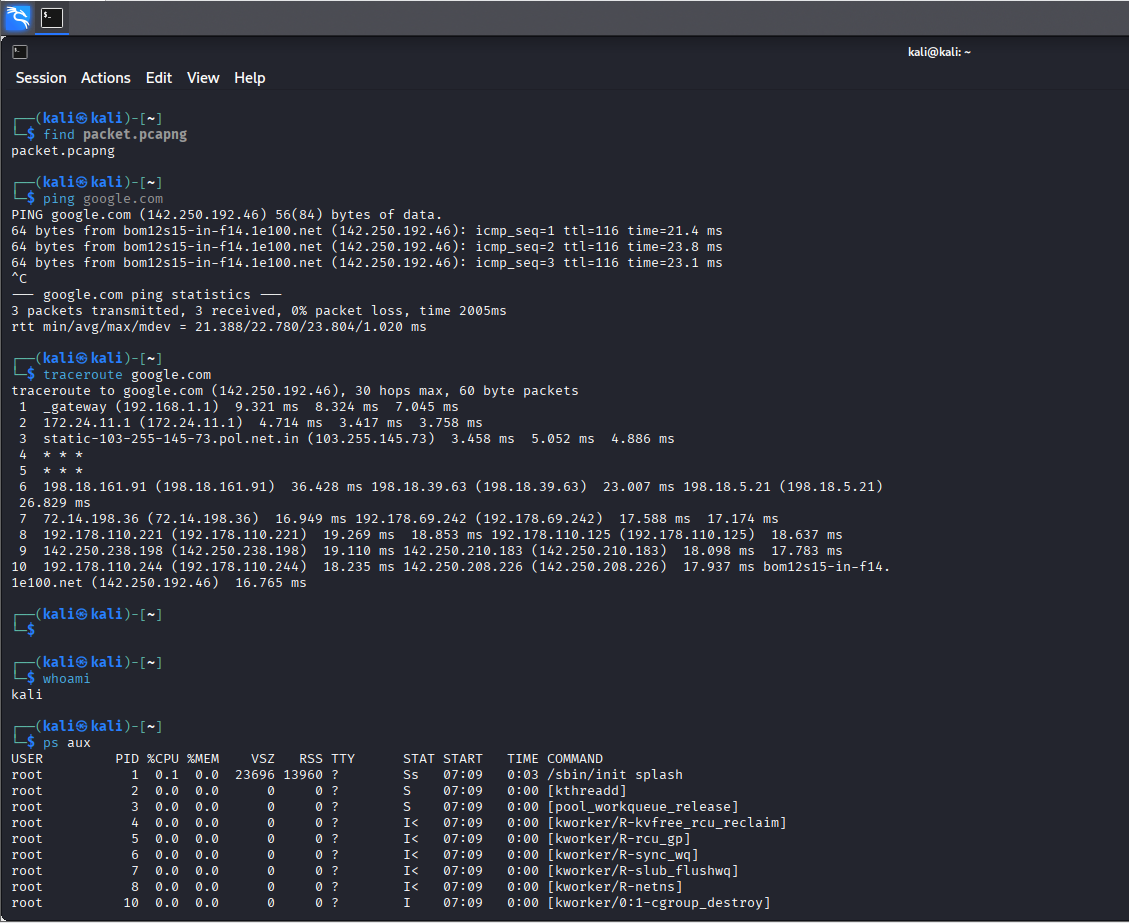 kali@kali: ~
Session Actions Edit View Help
┌──(kali㉿kali)-[~]
└─$ find packet.pcapng
packet.pcapng
┌──(kali㉿kali)-[~]
└─$ ping google.com
PING google.com (142.250.192.46) 56(84) bytes of data.
64 bytes from bom12s15-in-f14.1e100.net (142.250.192.46): icmp_seq=1 ttl=116 time=21.4 ms
64 bytes from bom12s15-in-f14.1e100.net (142.250.192.46): icmp_seq=2 ttl=116 time=23.8 ms
64 bytes from bom12s15-in-f14.1e100.net (142.250.192.46): icmp_seq=3 ttl=116 time=23.1 ms
^C
--- google.com ping statistics ---
3 packets transmitted, 3 received, 0% packet loss, time 2005ms
rtt min/avg/max/mdev = 21.388/22.780/23.804/1.020 ms
┌──(kali㉿kali)-[~]
└─$ traceroute google.com
traceroute to google.com (142.250.192.46), 30 hops max, 60 byte packets
 1  _gateway (192.168.1.1)  9.321 ms  8.324 ms  7.045 ms
 2  172.24.11.1 (172.24.11.1)  4.714 ms  3.417 ms  3.758 ms
 3  static-103-255-145-73.pol.net.in (103.255.145.73)  3.458 ms  5.052 ms  4.886 ms
 4  * * *
 5  * * *
 6  198.18.161.91 (198.18.161.91)  36.428 ms 198.18.39.63 (198.18.39.63)  23.007 ms 198.18.5.21 (198.18.5.21)
 26.829 ms
 7  72.14.198.36 (72.14.198.36)  16.949 ms 192.178.69.242 (192.178.69.242)  17.588 ms  17.174 ms
 8  192.178.110.221 (192.178.110.221)  19.269 ms  18.853 ms 192.178.110.125 (192.178.110.125)  18.637 ms
 9  142.250.238.198 (142.250.238.198)  19.110 ms 142.250.210.183 (142.250.210.183)  18.098 ms  17.783 ms
10  192.178.110.244 (192.178.110.244)  18.235 ms 142.250.208.226 (142.250.208.226)  17.937 ms bom12s15-in-f14.
1e100.net (142.250.192.46)  16.765 ms
┌──(kali㉿kali)-[~]
└─$
┌──(kali㉿kali)-[~]
└─$ whoami
kali
┌──(kali㉿kali)-[~]
└─$ ps aux
USER         PID %CPU %MEM    VSZ   RSS TTY      STAT START   TIME COMMAND
root           1  0.1  0.0  23696 13960 ?        Ss   07:09   0:03 /sbin/init splash
root           2  0.0  0.0      0     0 ?        S    07:09   0:00 [kthreadd]
root           3  0.0  0.0      0     0 ?        S    07:09   0:00 [pool_workqueue_release]
root           4  0.0  0.0      0     0 ?        I<   07:09   0:00 [kworker/R-kvfree_rcu_reclaim]
root           5  0.0  0.0      0     0 ?        I<   07:09   0:00 [kworker/R-rcu_gp]
root           6  0.0  0.0      0     0 ?        I<   07:09   0:00 [kworker/R-sync_wq]
root           7  0.0  0.0      0     0 ?        I<   07:09   0:00 [kworker/R-slub_flushwq]
root           8  0.0  0.0      0     0 ?        I<   07:09   0:00 [kworker/R-netns]
root          10  0.0  0.0      0     0 ?        I    07:09   0:00 [kworker/0:1-cgroup_destroy]